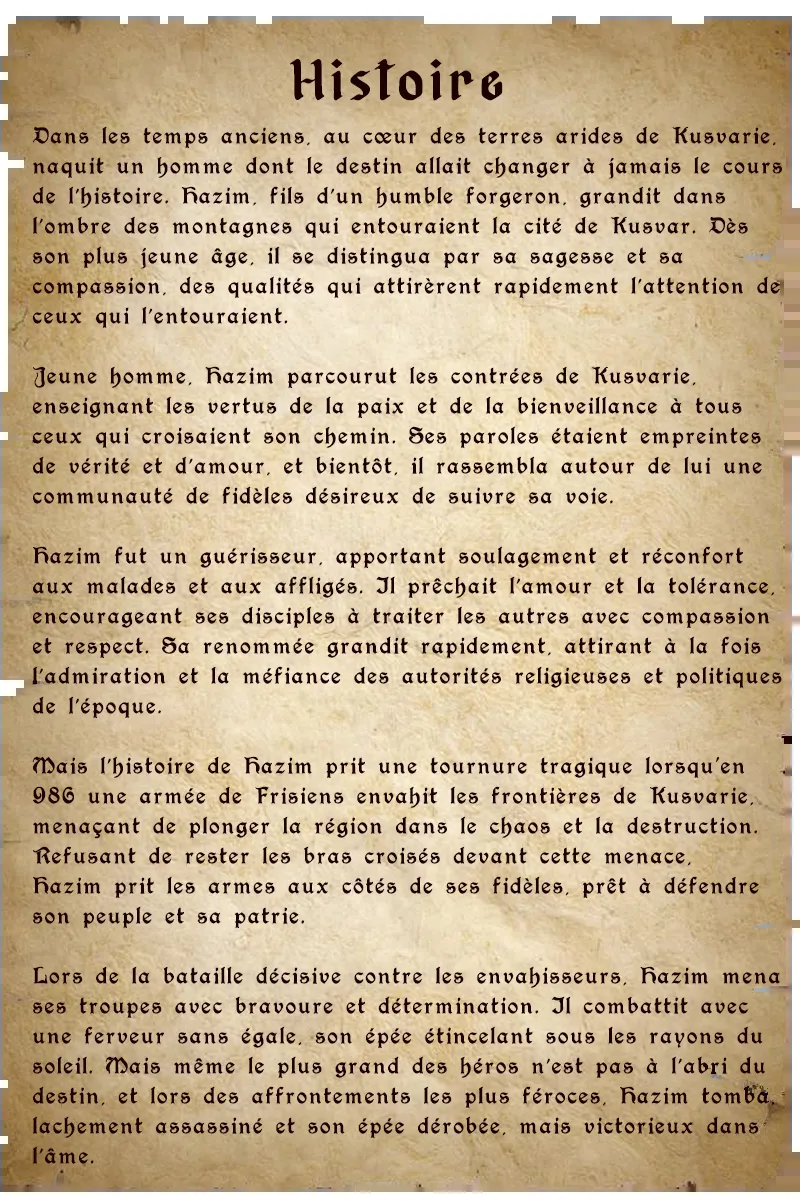 Histoire
Dans les temps anciens, au cœur des terres arides de Kusvarie,
naquit un homme dont le destin allait changer à jamais le cours
de l'histoire. Hazim, fils d'un humble forgeron, grandit dans
l'ombre des montagnes qui entouraient la cité de Kusvar. Dès
son plus jeune âge, il se distingua par sa sagesse et sa
compassion, des qualités qui attirèrent rapidement l'attention de
ceux qui l'entouraient.
Jeune homme, Hazim parcourut les contrées de Kusvarie,
enseignant les vertus de la paix et de la bienveillance à tous
ceux qui croisaient son chemin. Ses paroles étaient empreintes
de vérité et d'amour, et bientôt, il rassembla autour de lui une
communauté de fidèles désireux de suivre sa voie.
Hazim fut un guérisseur, apportant soulagement et réconfort
aux malades et aux affligés. Il prêchait l'amour et la tolérance,
encourageant ses disciples à traiter les autres avec compassion
et respect. Sa renommée grandit rapidement, attirant à la fois
l'admiration et la méfiance des autorités religieuses et politiques
de l'époque.
Mais l'histoire de Hazim prit une tournure tragique lorsqu'en
986 une armée de Frisiens envahit les frontières de Kusvarie,
menaçant de plonger la région dans le chaos et la destruction.
Refusant de rester les bras croisés devant cette menace,
Hazim prit les armes aux côtés de ses fidèles, prêt à défendre
son peuple et sa patrie.
Lors de la bataille décisive contre les envahisseurs, Hazim mena
ses troupes avec bravoure et détermination. Il combattit avec
une ferveur sans égale, son épée étincelant sous les rayons du
soleil. Mais même le plus grand des héros n'est pas à l'abri du
destin, et lors des affrontements les plus féroces, Hazim tomba,
lachement assassiné et son épée dérobée, mais victorieux dans
l'âme.